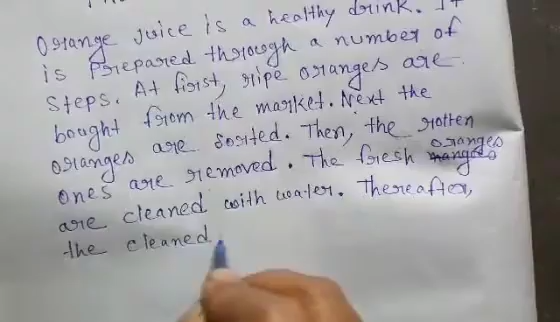 Orange juice is a healthy drink. It
is prepared through a number of
steps. At first, ripe oranges are
bought from the market. Next the
oranges are sorted. Then, the rotten
ones are removed. The fresh oranges
are cleaned with water. Thereafter,
the cleaned